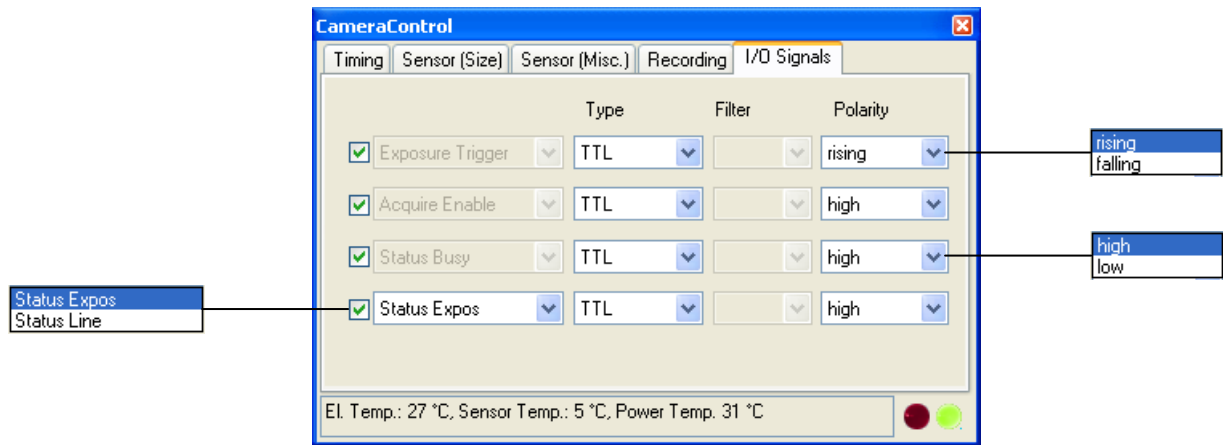 CameraControl
Timing Sensor (Size) Sensor (Misc.) Recording I/O Signals
Type Filter Polarity
Exposure Trigger TTL rising
rising
falling
Acquire Enable TTL high
Status Busy TTL high
high
low
Status Expos
Status Line
Status Expos TTL high
El. Temp.: 27 °C, Sensor Temp.: 5 °C, Power Temp. 31 °C